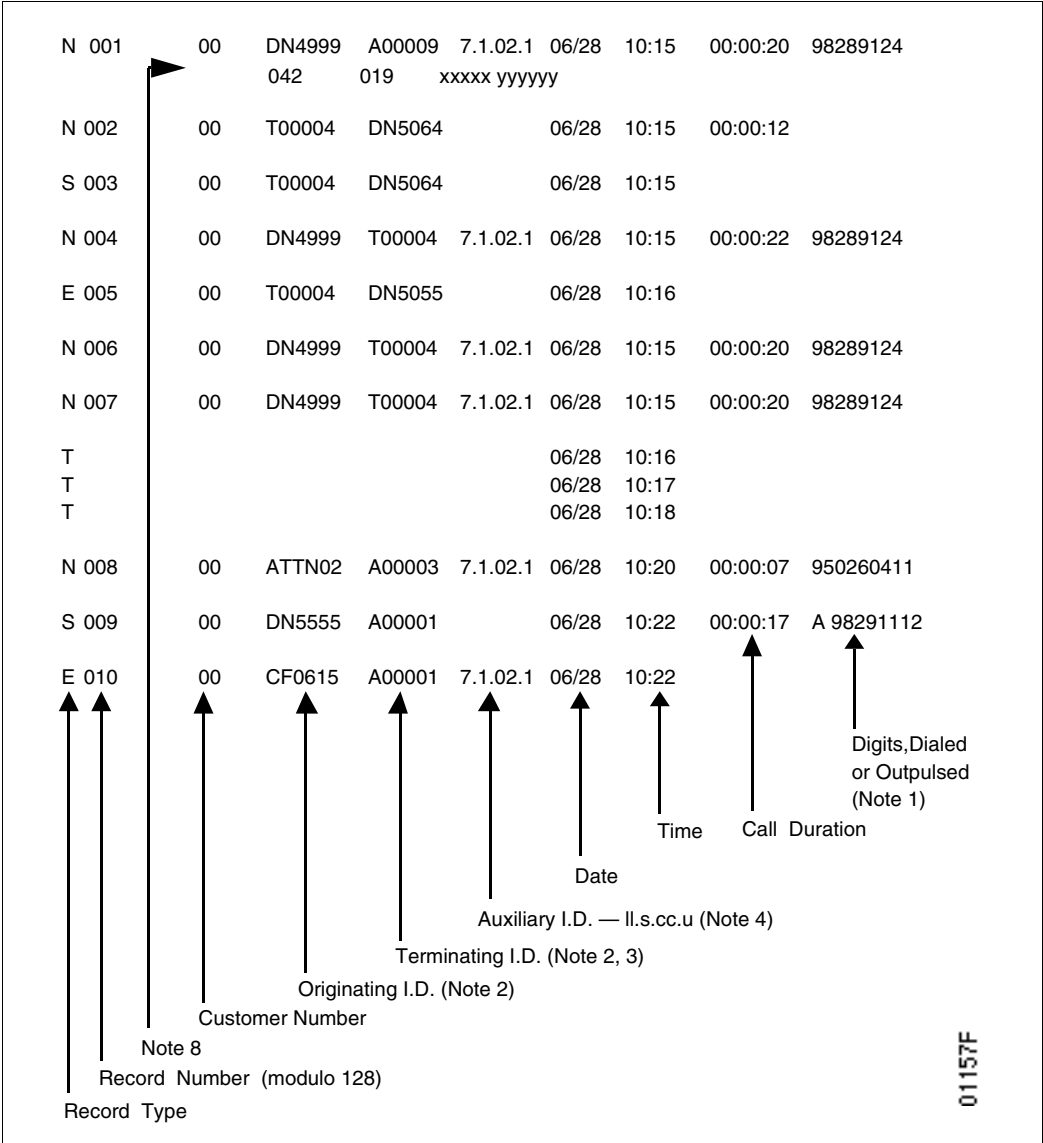 N 001 00 DN4999 A00009 7.1.02.1 06/28 10:15 00:00:20 98289124
042 019 xxxxx yyyyyy
N 002 00 T00004 DN5064 06/28 10:15 00:00:12
S 003 00 T00004 DN5064 06/28 10:15
N 004 00 DN4999 T00004 7.1.02.1 06/28 10:15 00:00:22 98289124
E 005 00 T00004 DN5055 06/28 10:16
N 006 00 DN4999 T00004 7.1.02.1 06/28 10:15 00:00:20 98289124
N 007 00 DN4999 T00004 7.1.02.1 06/28 10:15 00:00:20 98289124
T 06/28 10:16
T 06/28 10:17
T 06/28 10:18
N 008 00 ATTN02 A00003 7.1.02.1 06/28 10:20 00:00:07 950260411
S 009 00 DN5555 A00001 06/28 10:22 00:00:17 A 98291112
E 010 00 CF0615 A00001 7.1.02.1 06/28 10:22
Digits,Dialed
or Outpulsed
(Note 1)
Time Call Duration
Date
Auxiliary I.D. — ll.s.cc.u (Note 4)
Terminating I.D. (Note 2, 3)
Originating I.D. (Note 2)
Customer Number
Note 8
Record Number (modulo 128)
Record Type
01157F